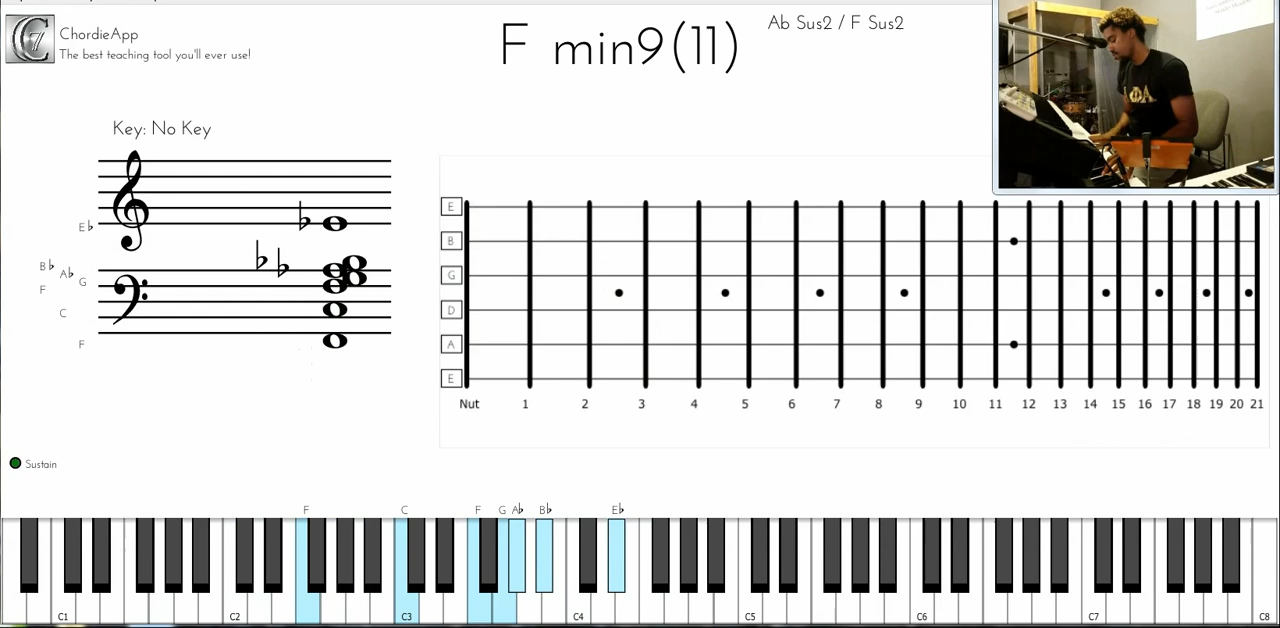 ChordieApp
The best teaching tool you'll ever use!
F min9(11)
Ab Sus2 / F Sus2
ΑΦΑ
Key: No Key
E♭
B♭
A♭
G
F
C
F
E
B
G
D
A
E
Nut 1 2 3 4 5 6 7 8 9 10 11 12 13 14 15 16 17 18 19 20 21
Sustain
F C F G A♭ B♭ E♭
C1 C2 C3 C4 C5 C6 C7 C8